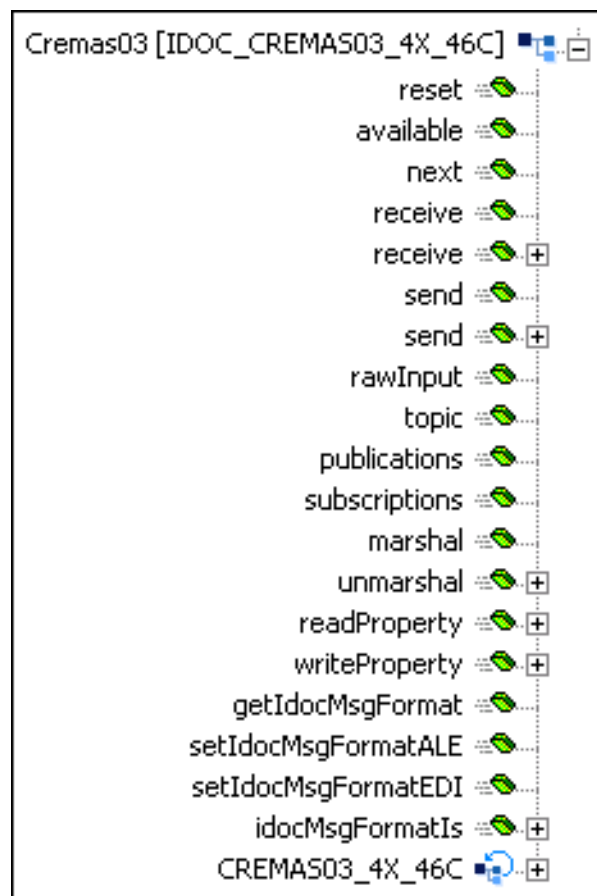 Cremas03 [IDOC_CREMAS03_4X_46C]
reset
available
next
receive
receive
send
send
rawInput
topic
publications
subscriptions
marshal
unmarshal
readProperty
writeProperty
getIdocMsgFormat
setIdocMsgFormatALE
setIdocMsgFormatEDI
idocMsgFormatIs
CREMAS03_4X_46C